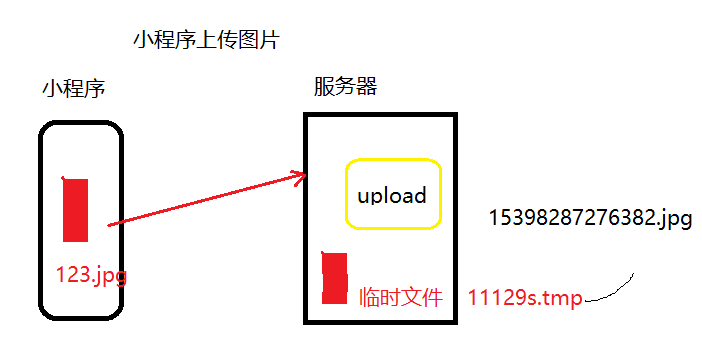 小程序上传图片
小程序
服务器
upload
15398287276382.jpg
123.jpg
临时文件
11129s.tmp